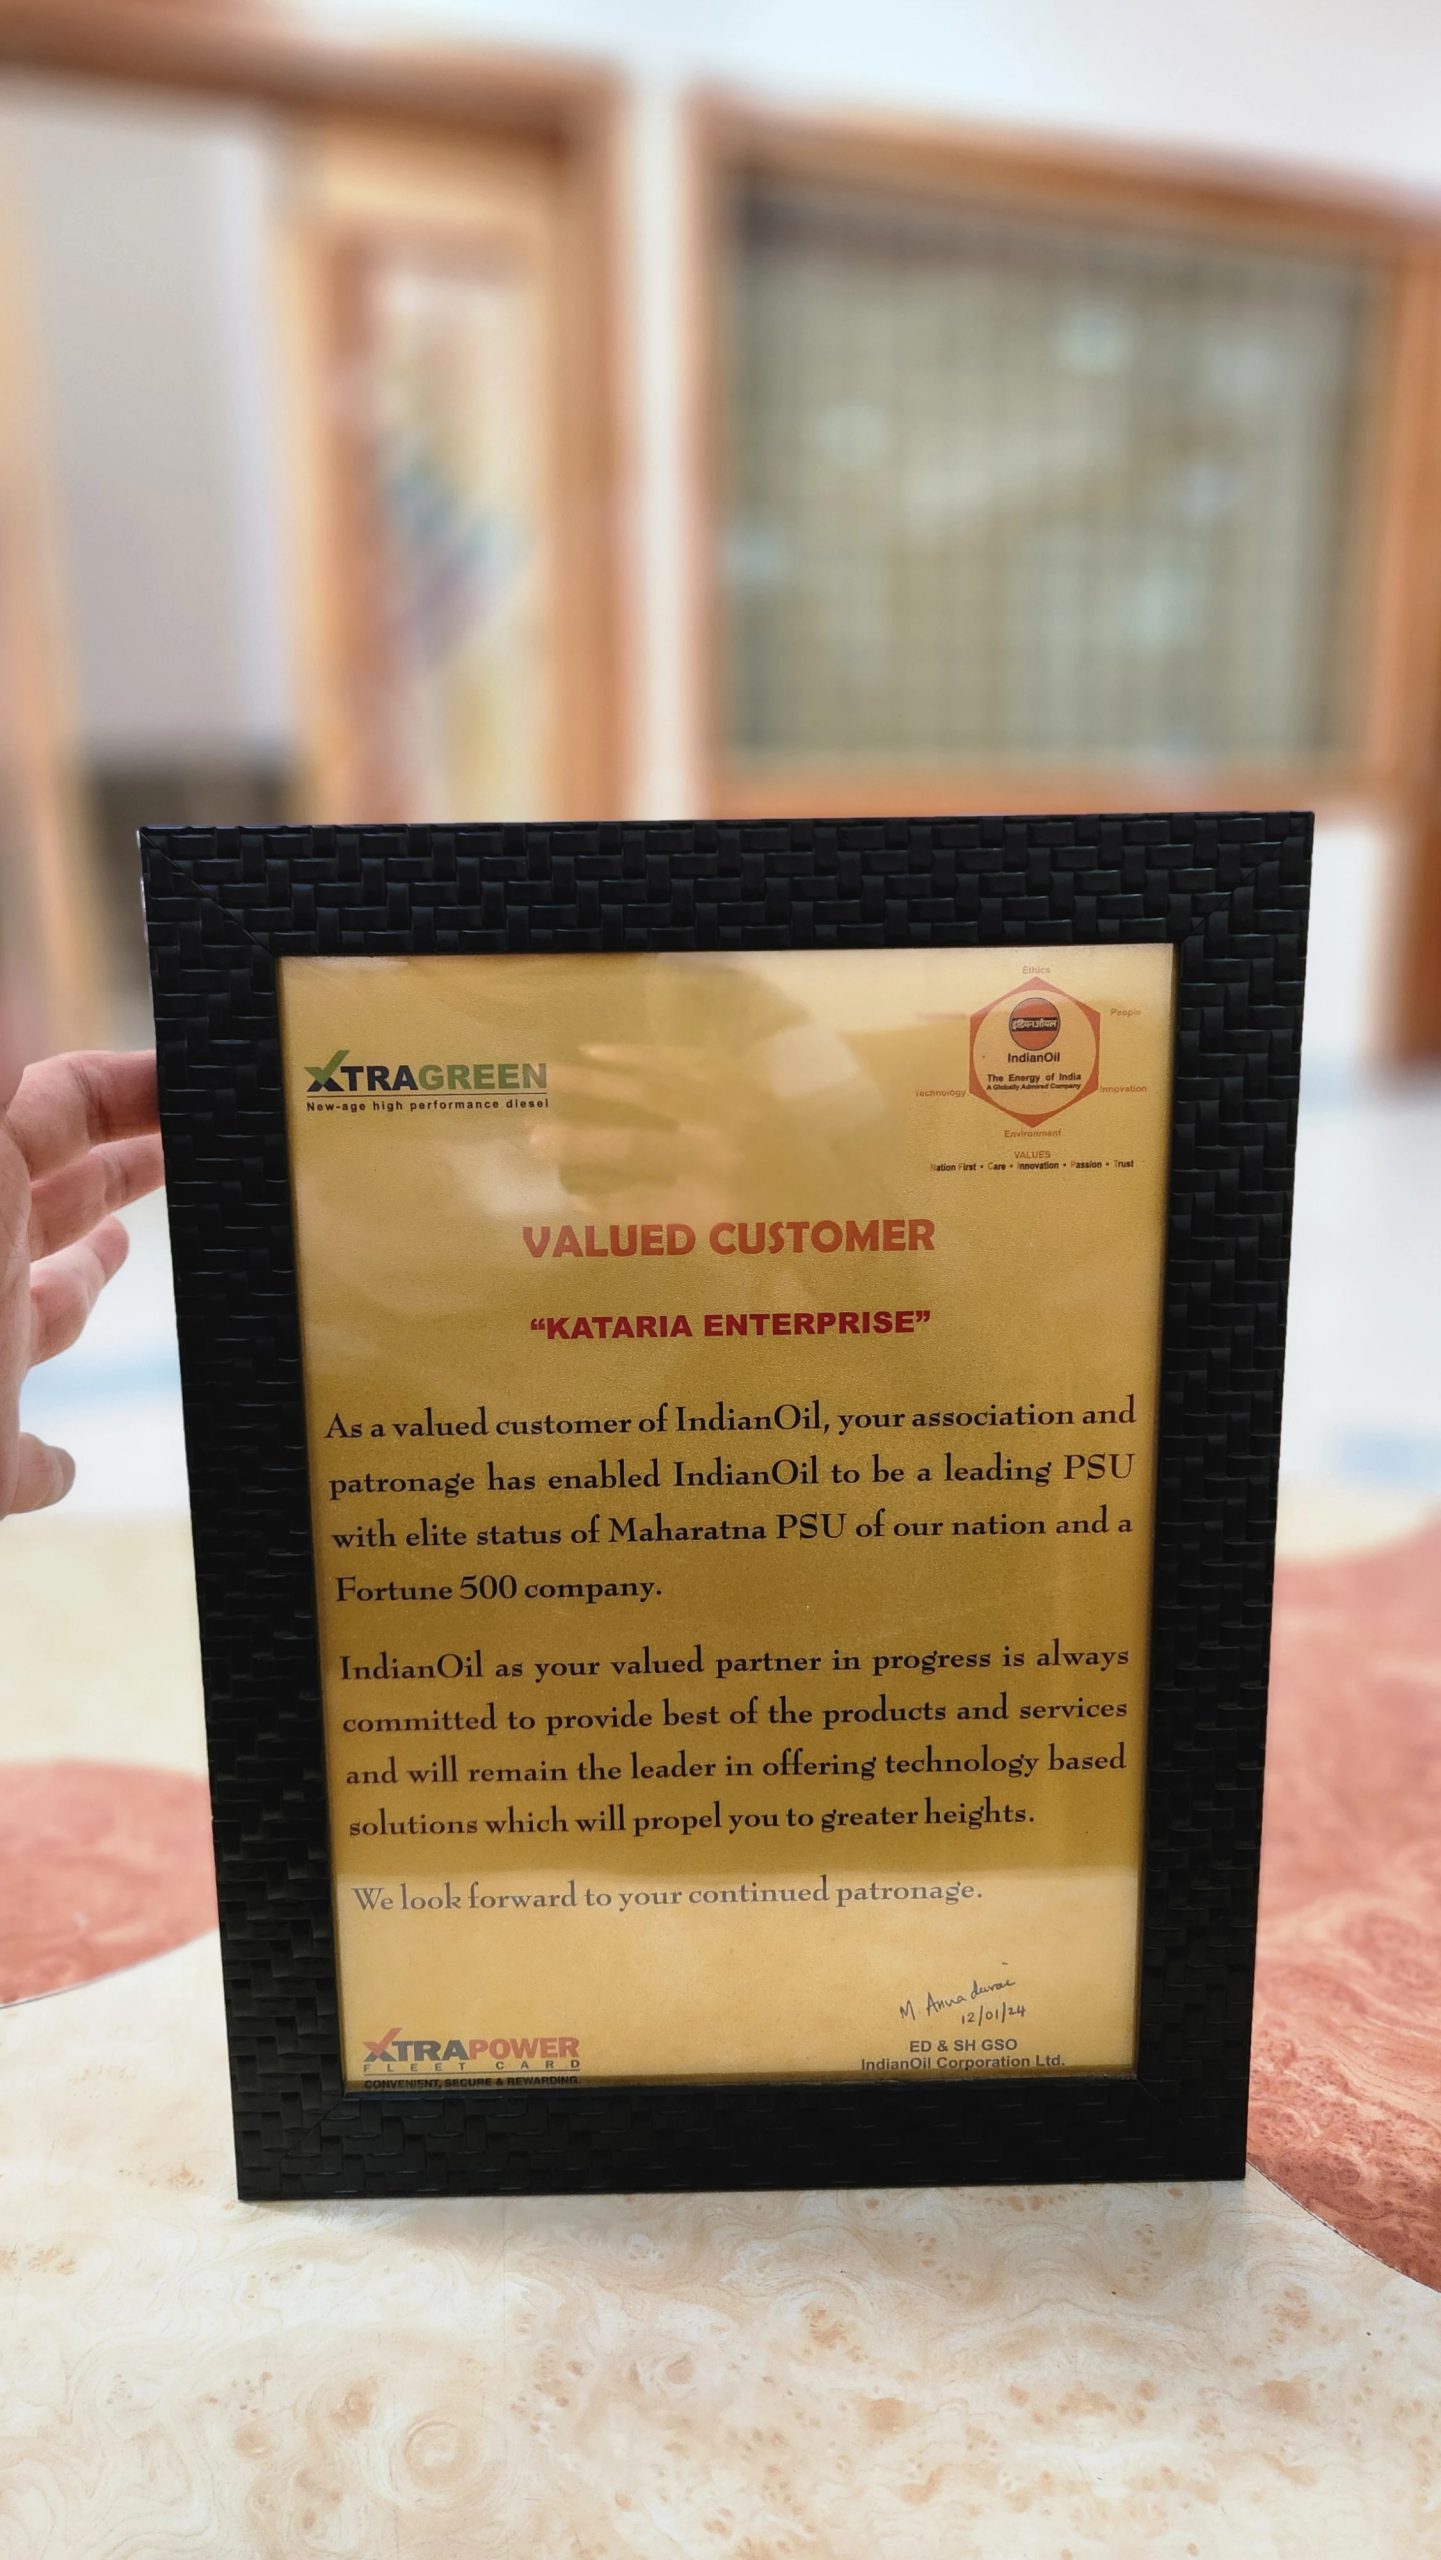 XTRAGREEN
New-age high performance diesel
Ethics
People
इंडियनऑयल
IndianOil
The Energy of India
A Globally Admired Company
Technology
Innovation
Environment
VALUES
Nation First • Care • Innovation • Passion • Trust
VALUED CUSTOMER
“KATARIA ENTERPRISE”
As a valued customer of IndianOil, your association and
patronage has enabled IndianOil to be a leading PSU
with elite status of Maharatna PSU of our nation and a
Fortune 500 company.
IndianOil as your valued partner in progress is always
committed to provide best of the products and services
and will remain the leader in offering technology based
solutions which will propel you to greater heights.
We look forward to your continued patronage.
M. Annadurai
12/01/24
ED & SH GSO
IndianOil Corporation Ltd.
XTRAPOWER
FLEET CARD
CONVENIENT, SECURE & REWARDING.